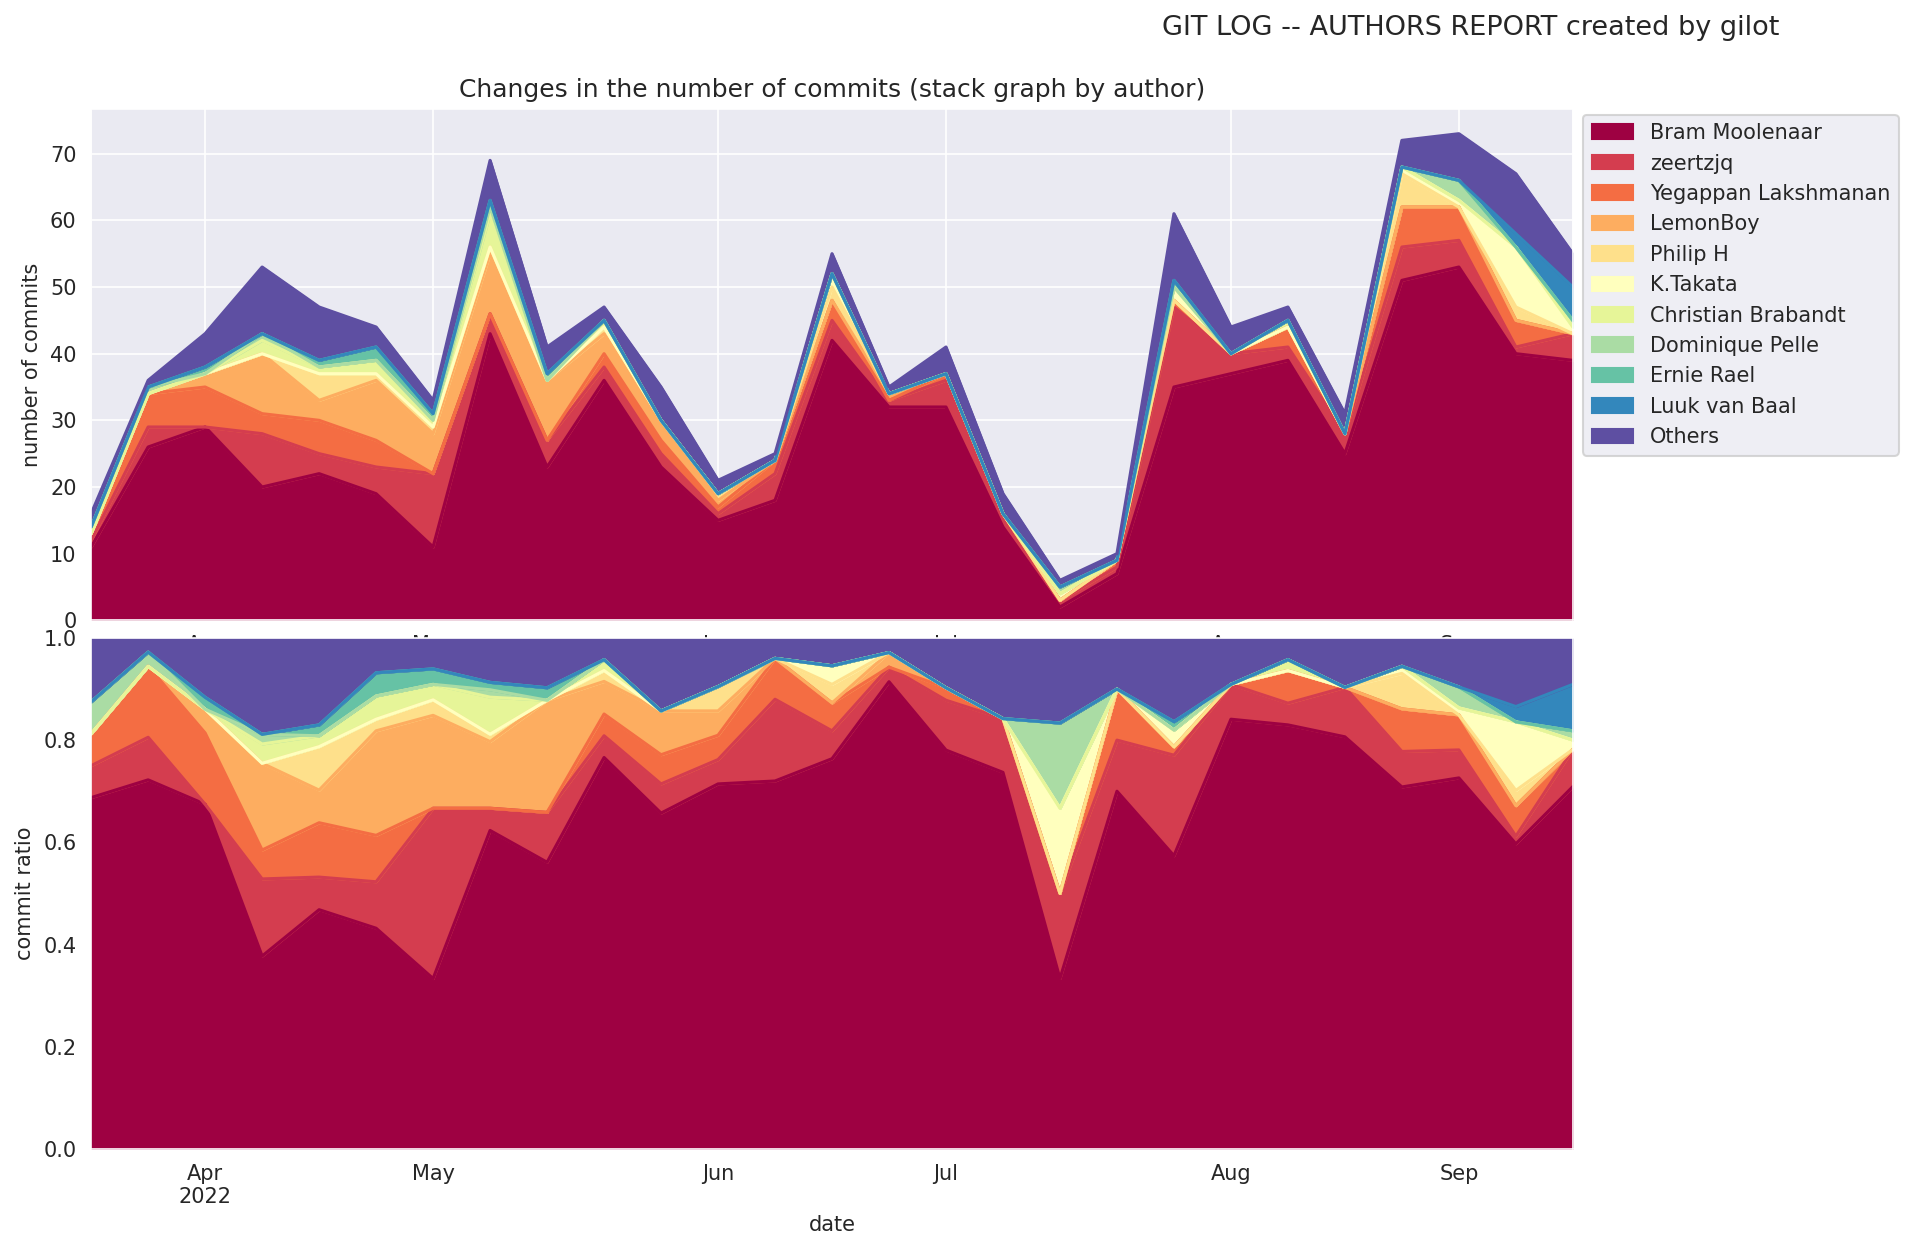 GIT LOG -- AUTHORS REPORT created by gilot
Changes in the number of commits (stack graph by author)
number of commits
70
60
50
40
30
20
10
0
Bram Moolenaar
zeertzjq
Yegappan Lakshmanan
LemonBoy
Philip H
K.Takata
Christian Brabandt
Dominique Pelle
Ernie Rael
Luuk van Baal
Others
commit ratio
1.0
0.8
0.6
0.4
0.2
0.0
Apr
2022
May
Jun
Jul
Aug
Sep
date